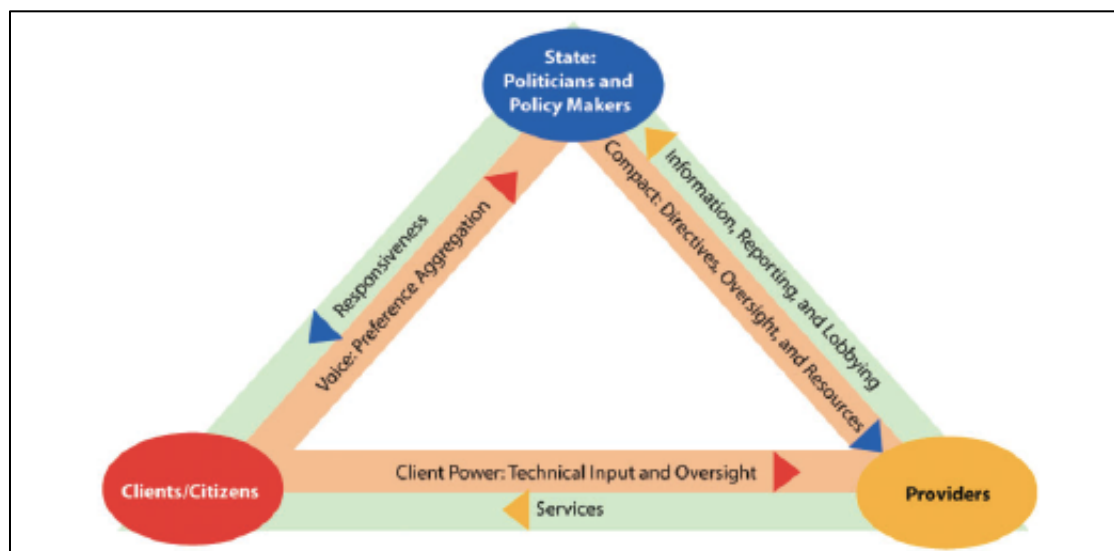 State:
Politicians and
Policy Makers
Responsiveness
Voice: Preference Aggregation
Compact: Directives, Oversight, and Resources
Information, Reporting, and Lobbying
Clients/Citizens
Client Power: Technical Input and Oversight
Services
Providers